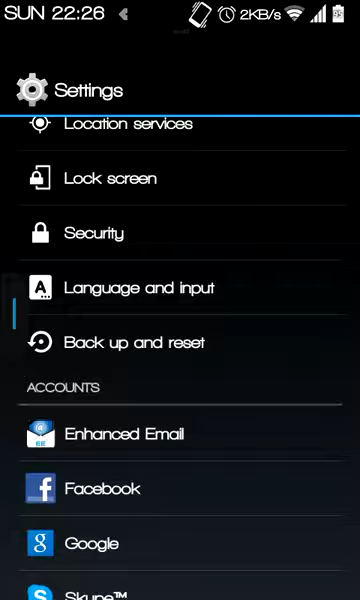 SUN 22:26
2KB/s
Settings
Location services
Lock screen
Security
A...
Language and input
Back up and reset
ACCOUNTS
Enhanced Email
Facebook
Google
Skype™